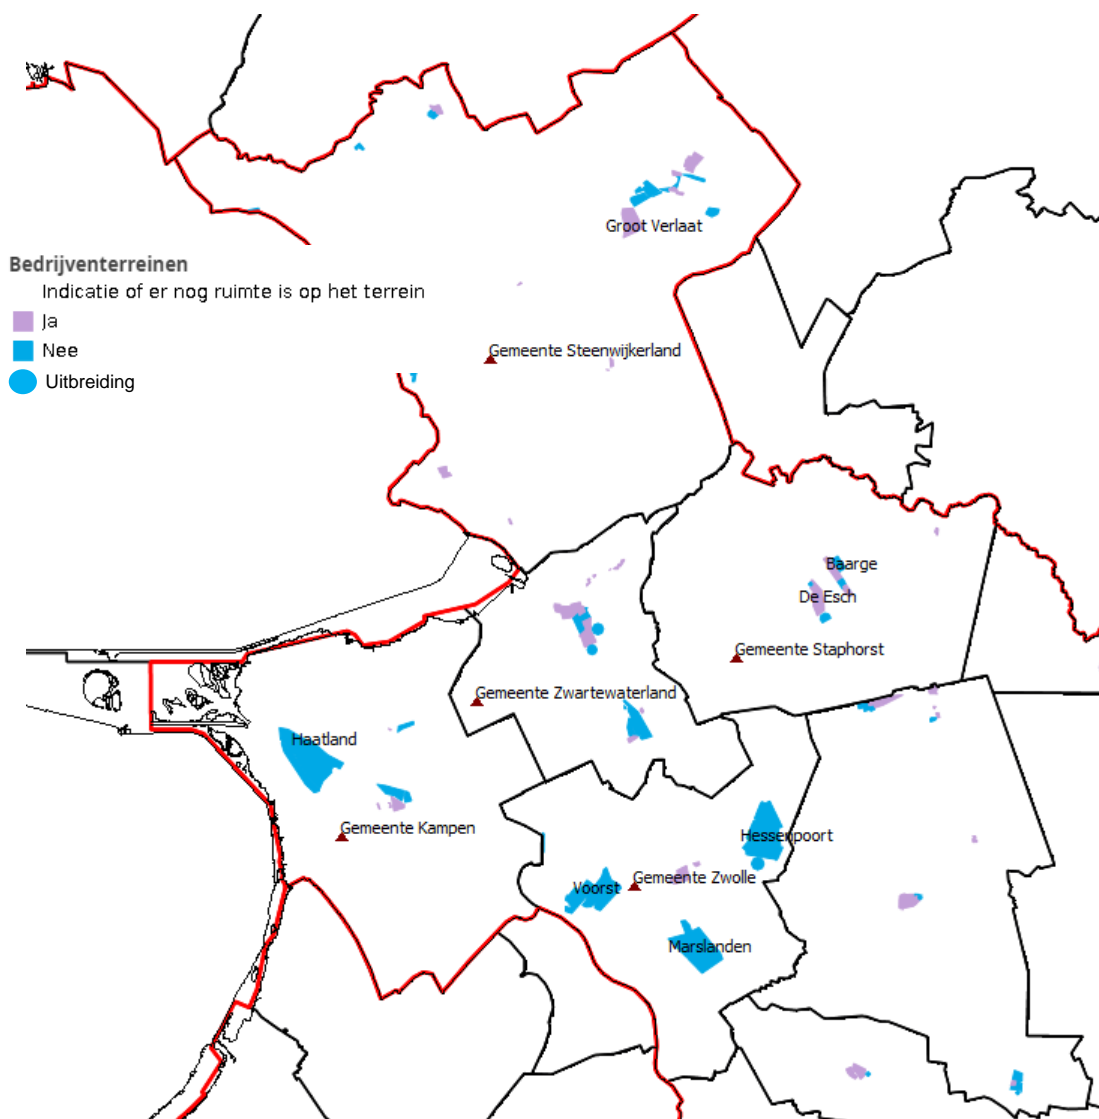 Groot Verlaat
Bedrijventerreinen
Indicatie of er nog ruimte is op het terrein
Ja
Nee
Uitbreiding
Gemeente Steenwijkerland
Baarge
De Esch
Gemeente Staphorst
Gemeente Zwartewaterland
Haatland
Gemeente Kampen
Hessenpoort
Gemeente Zwolle
Voorst
Marslanden